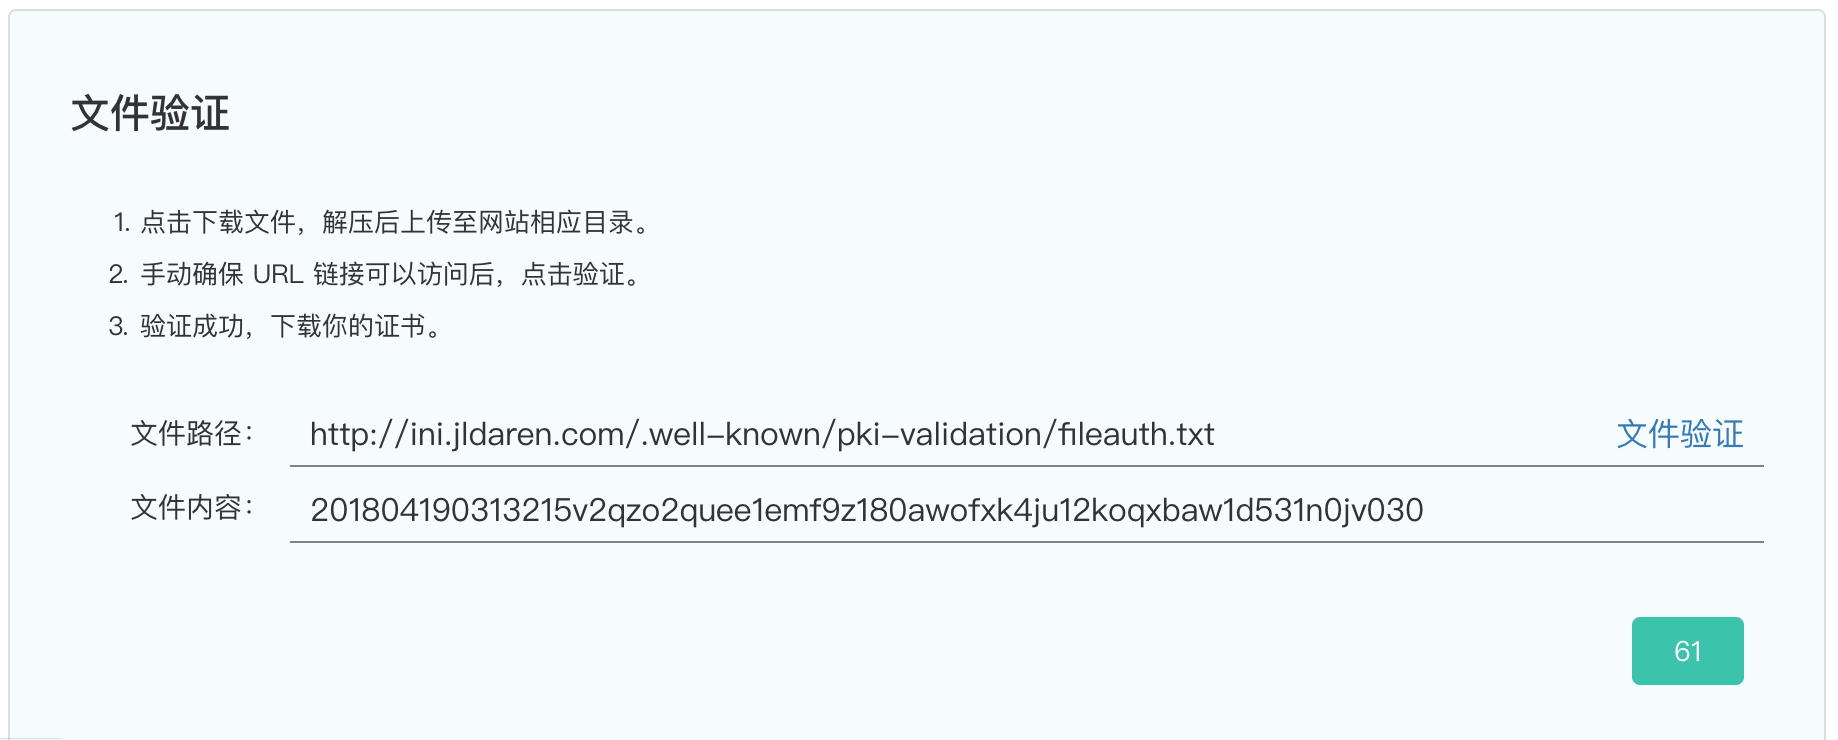 文件验证
1. 点击下载文件，解压后上传至网站相应目录。
2. 手动确保 URL 链接可以访问后，点击验证。
3. 验证成功，下载你的证书。
文件路径： http://ini.jldaren.com/.well-known/pki-validation/fileauth.txt 文件验证
文件内容： 201804190313215v2qzo2quee1emf9z180awofxk4ju12koqxbaw1d531n0jv030
61